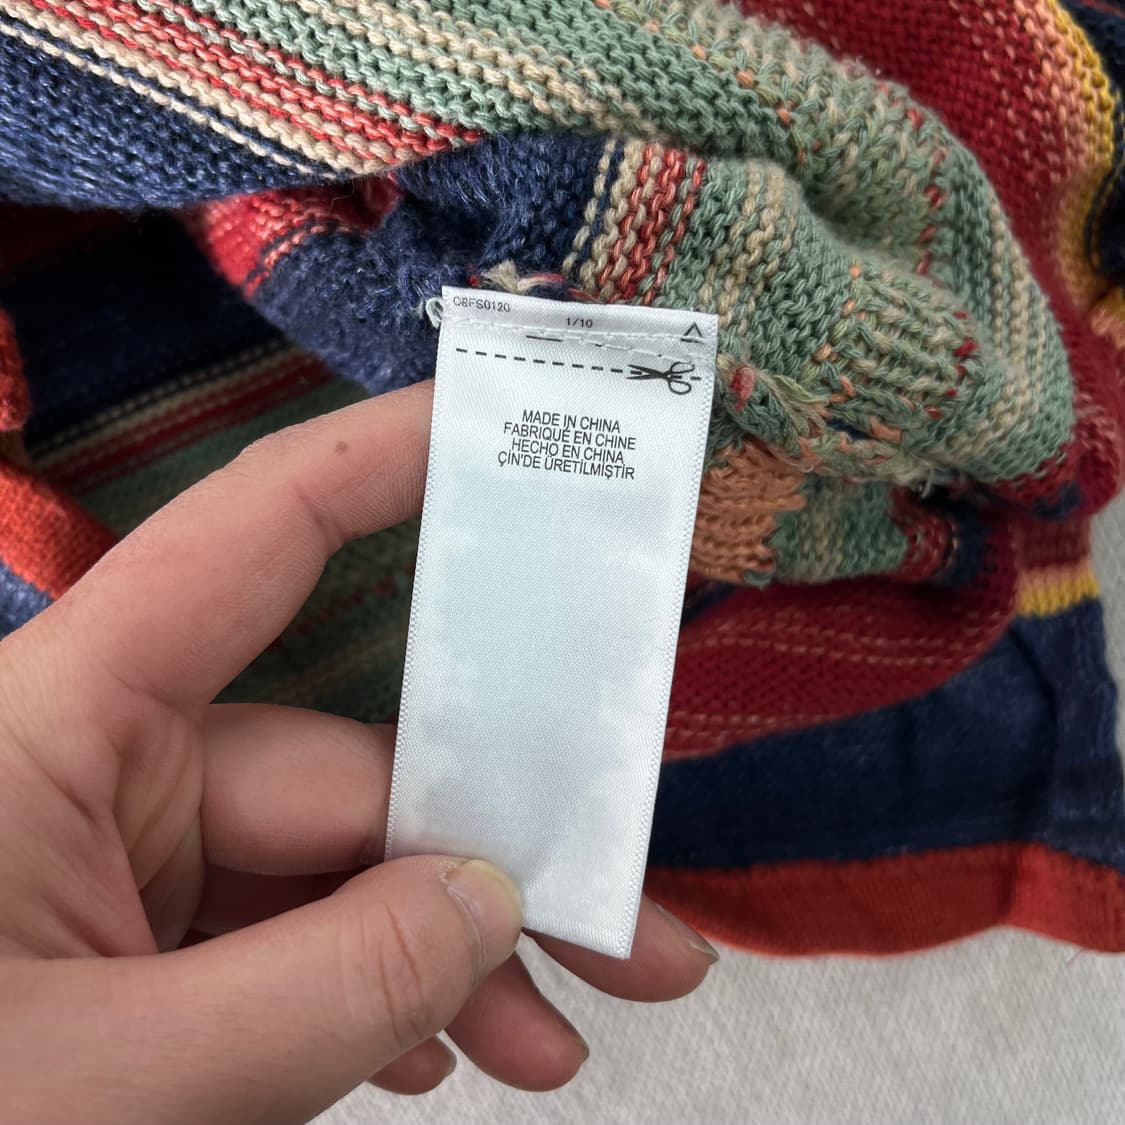 C8FS0120
1/10
MADE IN CHINA
FABRIQUÉ EN CHINE
HECHO EN CHINA
ÇİN'DE ÜRETİLMİŞTİR